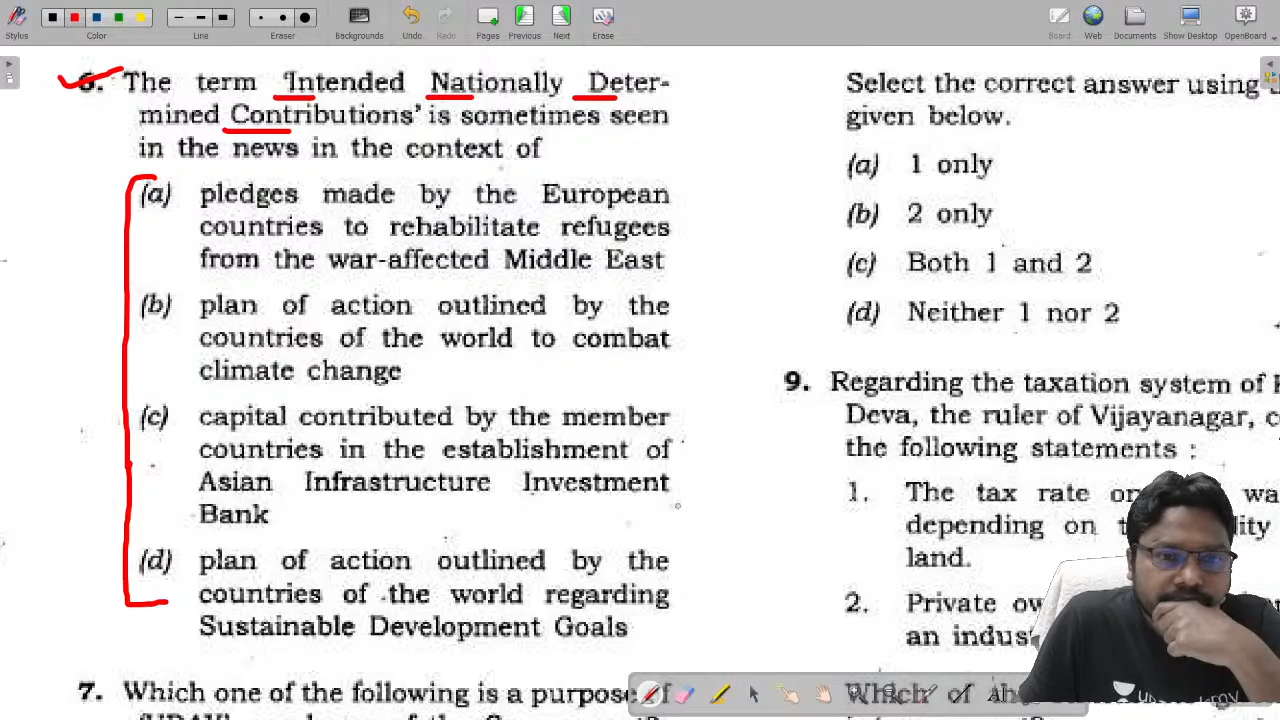 Stylus
Color
Line
Eraser
Backgrounds
Undo
Redo
Pages
Previous
Next
Erase
Board
Web
Documents
Show Desktop
OpenBoard
6. The term 'Intended Nationally Deter-
mined Contributions' is sometimes seen
in the news in the context of
(a) pledges made by the European
countries to rehabilitate refugees
from the war-affected Middle East
(b) plan of action outlined by the
countries of the world to combat
climate change
(c) capital contributed by the member
countries in the establishment of
Asian Infrastructure Investment
Bank
(d) plan of action outlined by the
countries of the world regarding
Sustainable Development Goals
7. Which one of the following is a purpose of
Select the correct answer using
given below.
(a) 1 only
(b) 2 only
(c) Both 1 and 2
(d) Neither 1 nor 2
9. Regarding the taxation system of
Deva, the ruler of Vijayanagar,
the following statements :
1. The tax rate on
depending on
land.
2. Private
an
Which of